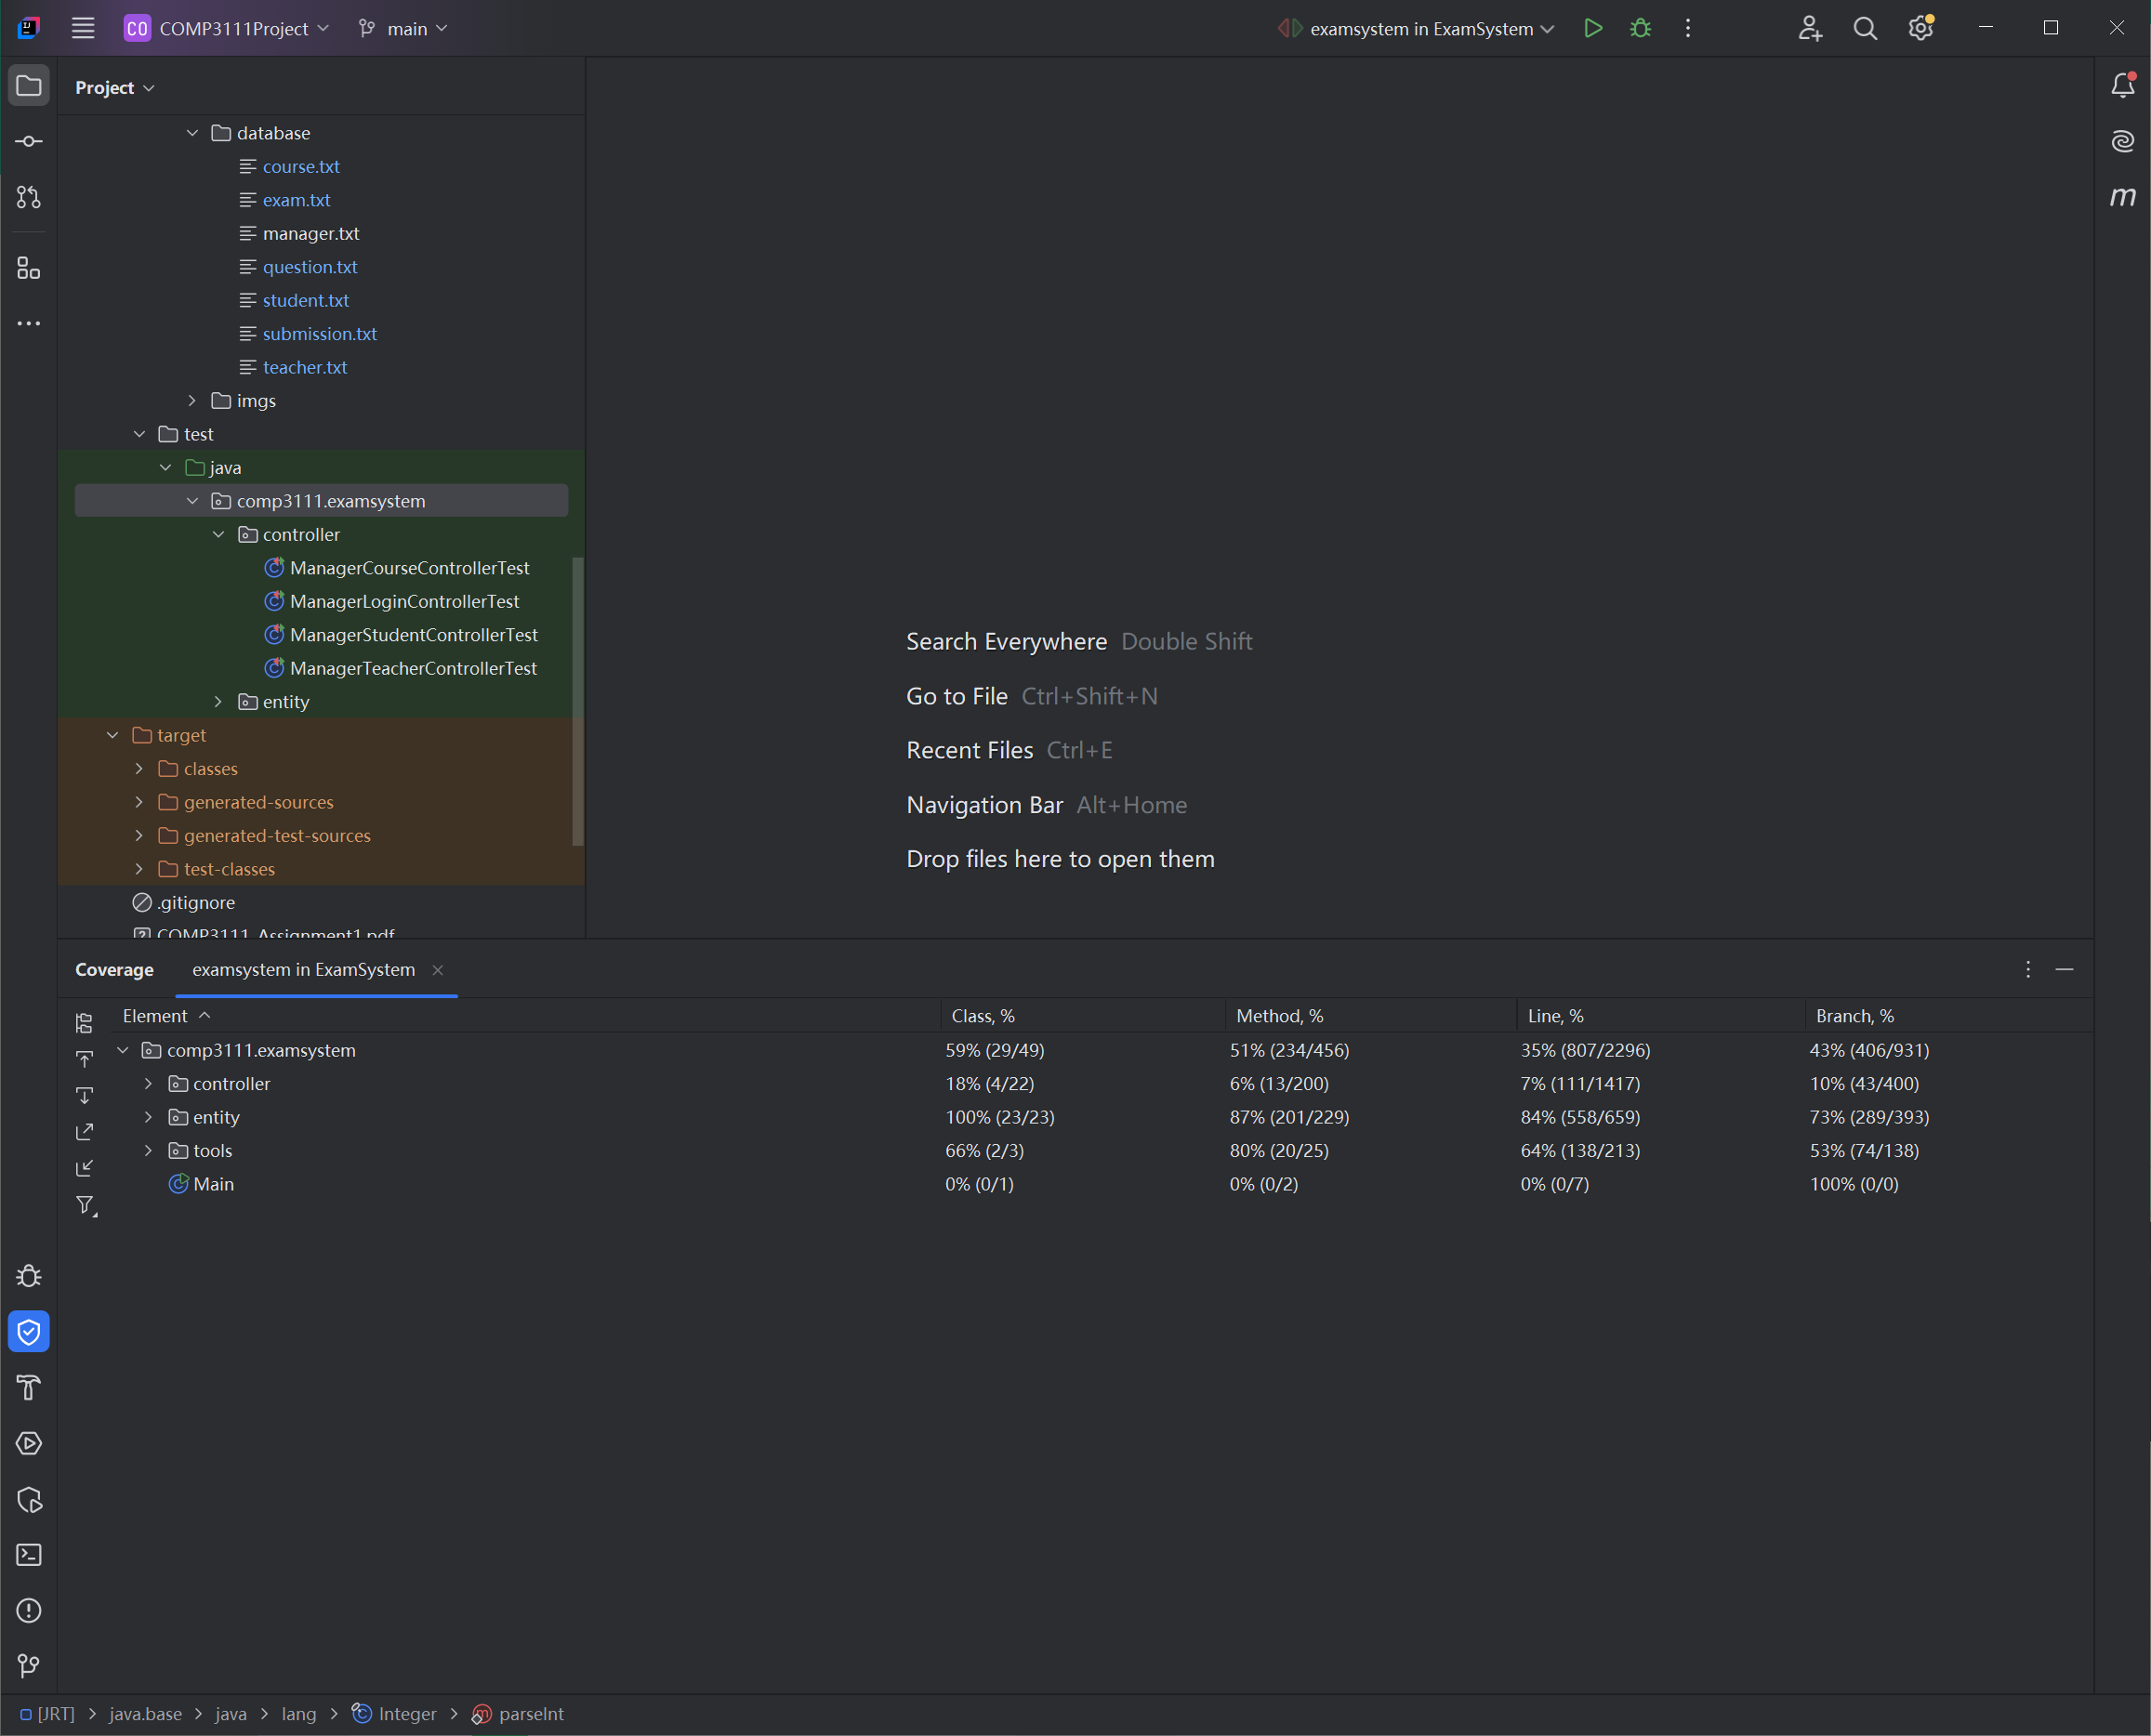 CO COMP3111Project main examsystem in ExamSystem
Project
database
course.txt
exam.txt
manager.txt
question.txt
student.txt
submission.txt
teacher.txt
imgs
test
java
comp3111.examsystem
controller
ManagerCourseControllerTest
ManagerLoginControllerTest
ManagerStudentControllerTest
ManagerTeacherControllerTest
entity
target
classes
generated-sources
generated-test-sources
test-classes
.gitignore
COMP3111_Assignment1.pdf
Search Everywhere Double Shift
Go to File Ctrl+Shift+N
Recent Files Ctrl+E
Navigation Bar Alt+Home
Drop files here to open them
Coverage examsystem in ExamSystem
Element Class, % Method, % Line, % Branch, %
comp3111.examsystem 59% (29/49) 51% (234/456) 35% (807/2296) 43% (406/931)
controller 18% (4/22) 6% (13/200) 7% (111/1417) 10% (43/400)
entity 100% (23/23) 87% (201/229) 84% (558/659) 73% (289/393)
tools 66% (2/3) 80% (20/25) 64% (138/213) 53% (74/138)
Main 0% (0/1) 0% (0/2) 0% (0/7) 100% (0/0)
[JRT] > java.base > java > lang > Integer > parseInt